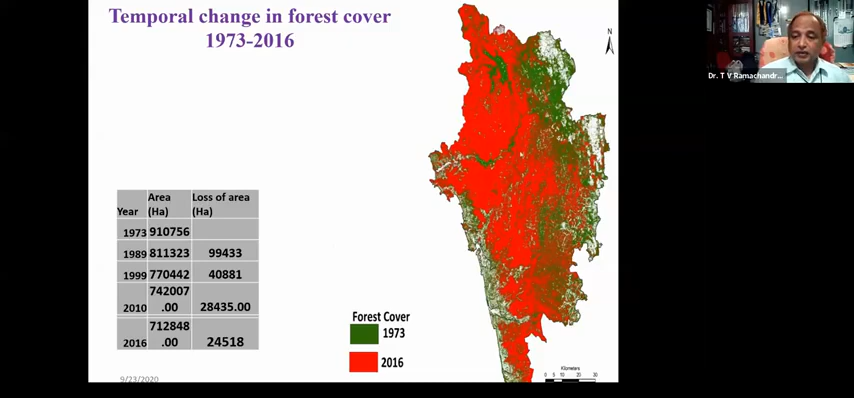 Temporal change in forest cover
1973-2016
N
Dr. T V Ramachandr...
Year Area (Ha) Loss of area (Ha)
1973 910756
1989 811323 99433
1999 770442 40881
2010 742007.00 28435.00
2016 712848.00 24518
Forest Cover
1973
2016
Kilometers
0 5 10 20 30
9/23/2020